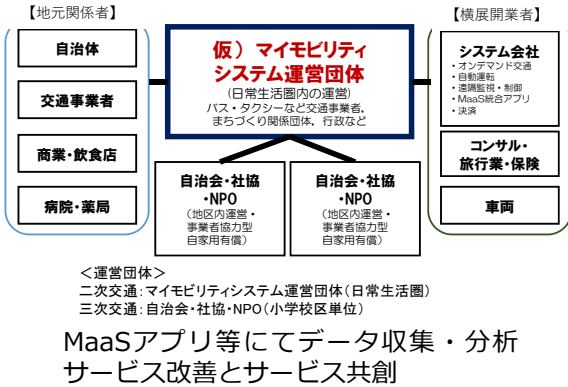 【地元関係者】
自治体
交通事業者
商業・飲食店
病院・薬局
仮）マイモビリティ
システム運営団体
(日常生活圏内の運営)
バス・タクシーなど交通事業者，
まちづくり関係団体，行政など
自治会・社協
・NPO
（地区内運営・
事業者協力型
自家用有償）
自治会・社協
・NPO
（地区内運営・
事業者協力型
自家用有償）
【横展開業者】
システム会社
・オンデマンド交通
・自動運転
・遠隔監視・制御
・MaaS統合アプリ
・決済
コンサル・
旅行業・保険
車両
＜運営団体＞
二次交通：マイモビリティシステム運営団体（日常生活圏）
三次交通：自治会・社協・NPO（小学校区単位）
MaaSアプリ等にてデータ収集・分析
サービス改善とサービス共創